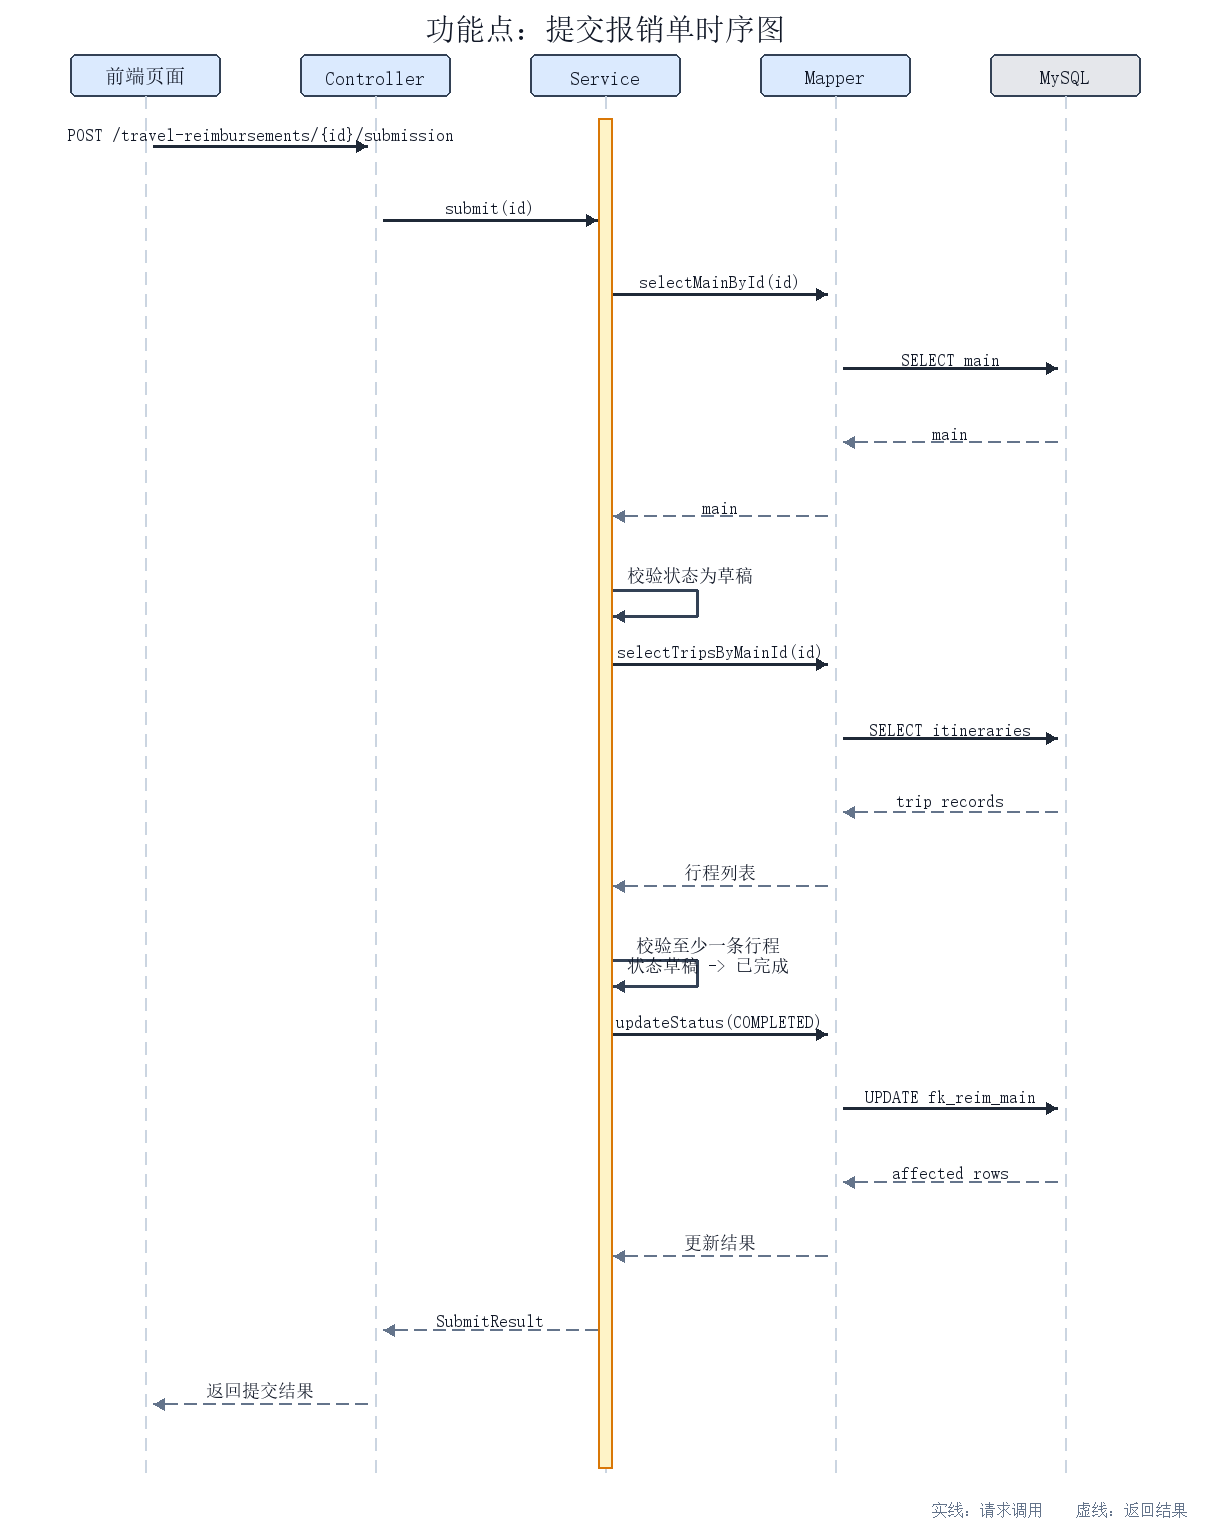 功能点：提交报销单时序图
前端页面
Controller
Service
Mapper
MySQL
POST /travel-reimbursements/{id}/submission
submit(id)
selectMainById(id)
SELECT main
main
main
校验状态为草稿
selectTripsByMainId(id)
SELECT itineraries
trip records
行程列表
校验至少一条行程
状态草稿 -> 已完成
updateStatus(COMPLETED)
UPDATE fk_reim_main
affected rows
更新结果
SubmitResult
返回提交结果
实线：请求调用 虚线：返回结果